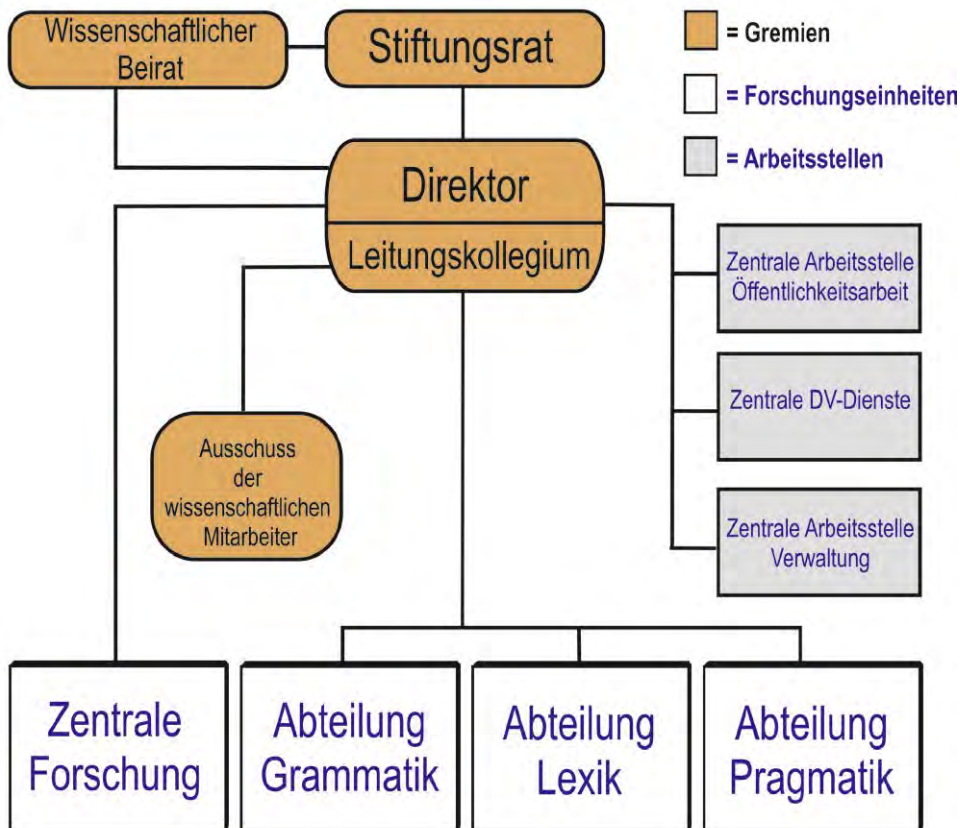 Wissenschaftlicher
Beirat
Stiftungsrat
= Gremien
= Forschungseinheiten
= Arbeitsstellen
Direktor
Leitungskollegium
Zentrale Arbeitsstelle
Öffentlichkeitsarbeit
Zentrale DV-Dienste
Zentrale Arbeitsstelle
Verwaltung
Ausschuss
der
wissenschaftlichen
Mitarbeiter
Zentrale
Forschung
Abteilung
Grammatik
Abteilung
Lexik
Abteilung
Pragmatik